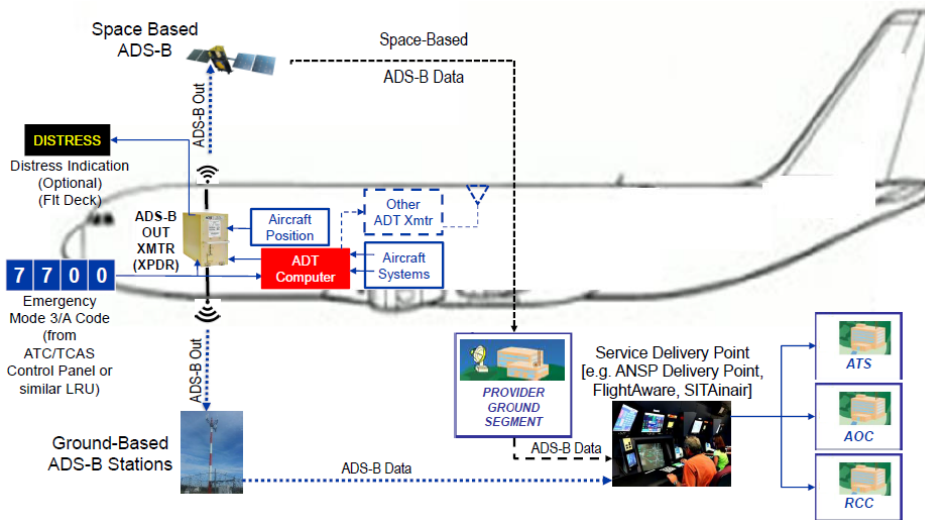 Space Based
ADS-B
Space-Based
ADS-B Data
ADS-B Out
DISTRESS
Distress Indication
(Optional)
(Flt Deck)
ADS-B
OUT
XMTR
(XPDR)
Aircraft
Position
Other
ADT Xmtr
ADT
Computer
Aircraft
Systems
7 7 0 0
Emergency
Mode 3/A Code
(from
ATC/TCAS
Control Panel or
similar LRU)
ADS-B Out
Ground-Based
ADS-B Stations
ADS-B Data
PROVIDER
GROUND
SEGMENT
ADS-B Data
Service Delivery Point
[e.g. ANSP Delivery Point,
FlightAware, SITAinair]
ATS
AOC
RCC